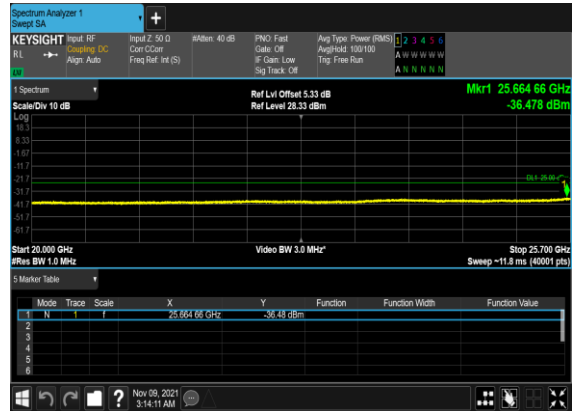 Spectrum Analyzer 1
Swept SA
+
KEYSIGHT Input: RF Input Z: 50 Ω #Atten: 40 dB PNO: Fast Avg Type: Power (RMS) 1 2 3 4 5 6
RL Coupling: DC Corr CCorr Gate: Off Avg|Hold: 100/100 A W W W W W
Align: Auto Freq Ref: Int (S) IF Gain: Low Trig: Free Run
Sig Track: Off A N N N N N
1 Spectrum Ref Lvl Offset 5.33 dB Mkr1 25.664 66 GHz
Scale/Div 10 dB Ref Level 28.33 dBm -36.478 dBm
Log
18.3
8.33
-1.67
-11.7
-21.7
DL1 -25.00
-31.7
-41.7
-51.7
-61.7
1
Start 20.000 GHz Video BW 3.0 MHz* Stop 25.700 GHz
#Res BW 1.0 MHz Sweep ~11.8 ms (40001 pts)
5 Marker Table
Mode Trace Scale X Y Function Function Width Function Value
1 N 1 f 25.664 66 GHz -36.48 dBm
2
3
4
5
6
? Nov 09, 2021
3:14:11 AM